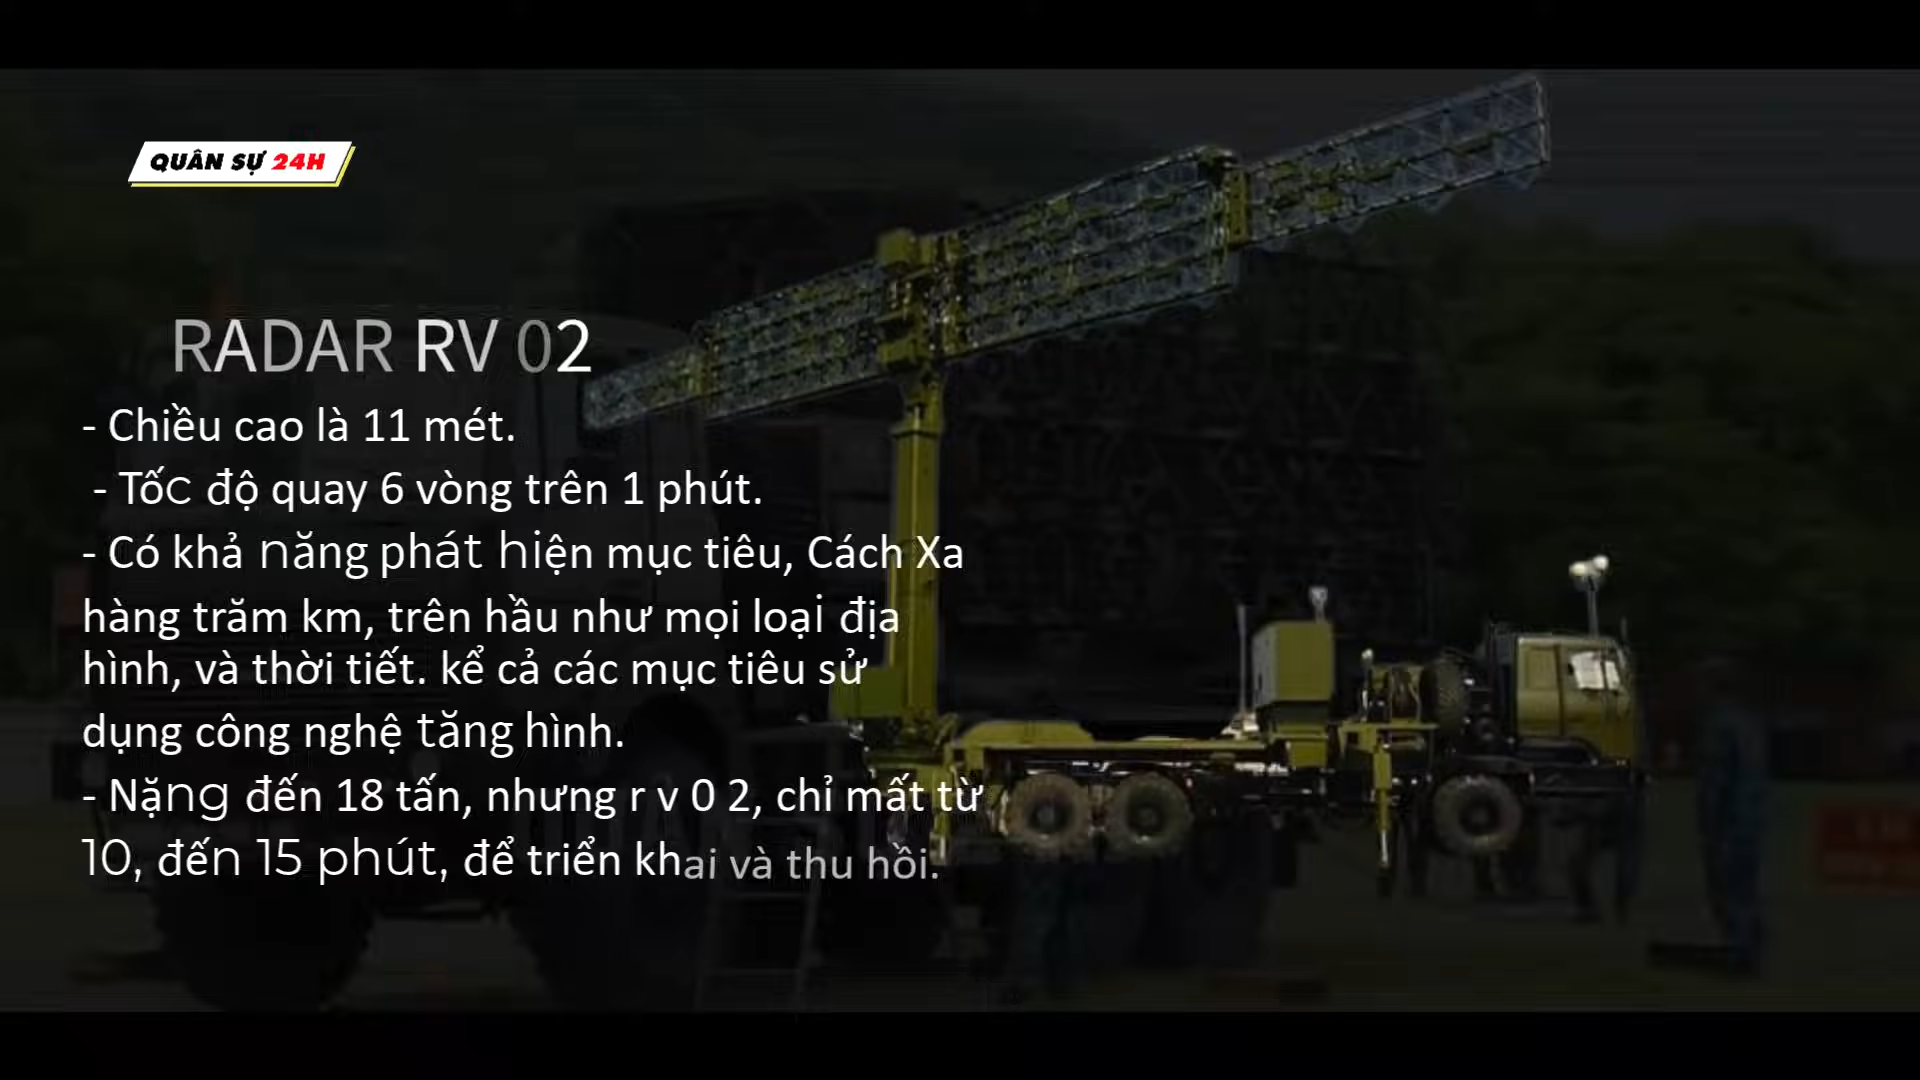 QUÂN SỰ 24H
RADAR RV 02
- Chiều cao là 11 mét.
- Tốc độ quay 6 vòng trên 1 phút.
- Có khả năng phát hiện mục tiêu, Cách Xa
hàng trăm km, trên hầu như mọi loại địa
hình, và thời tiết. kể cả các mục tiêu sử
dụng công nghệ tăng hình.
- Nặng đến 18 tấn, nhưng r v 0 2, chỉ mất từ
10, đến 15 phút, để triển khai và thu hồi.